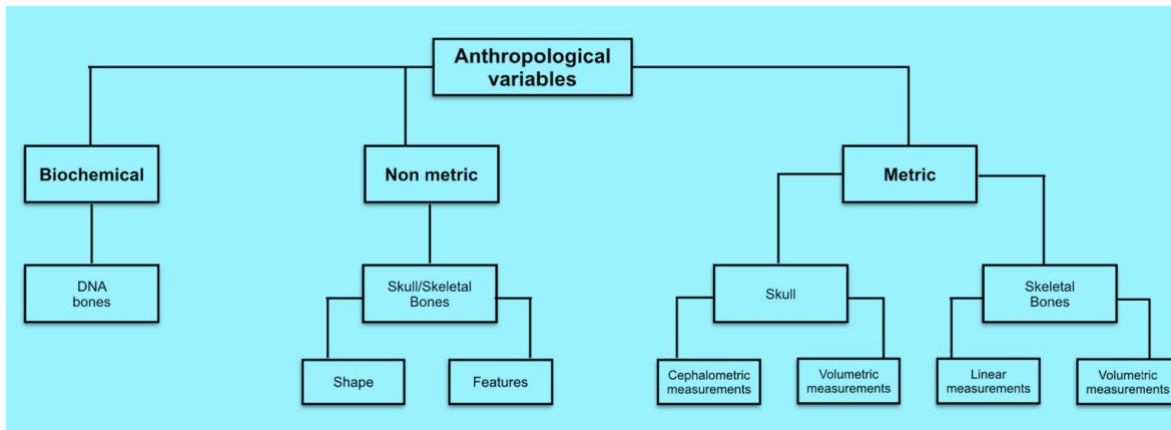 Anthropological
variables
Biochemical
Non metric
Metric
DNA
bones
Skull/Skeletal
Bones
Skull
Skeletal
Bones
Shape
Features
Cephalometric
measurements
Volumetric
measurements
Linear
measurements
Volumetric
measurements